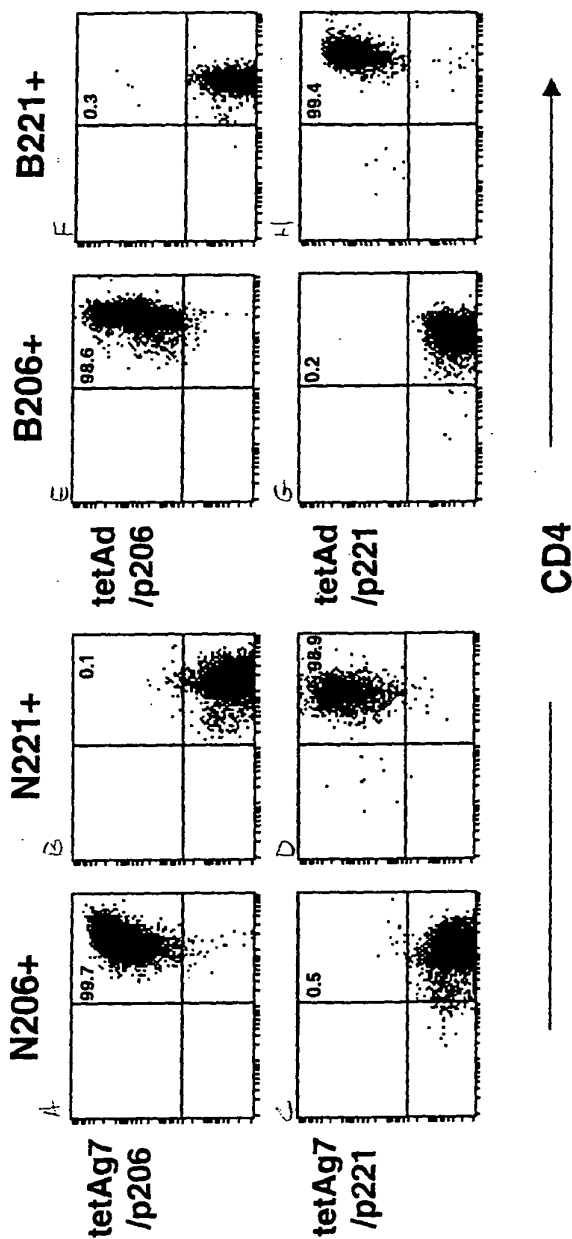 N206+
N221+
B206+
B221+
tetAg7
/p206
A
99.7
B
0.1
tetAd
/p206
E
98.6
F
0.3
tetAg7
/p221
C
0.5
D
98.9
tetAd
/p221
G
0.2
H
99.4
CD4